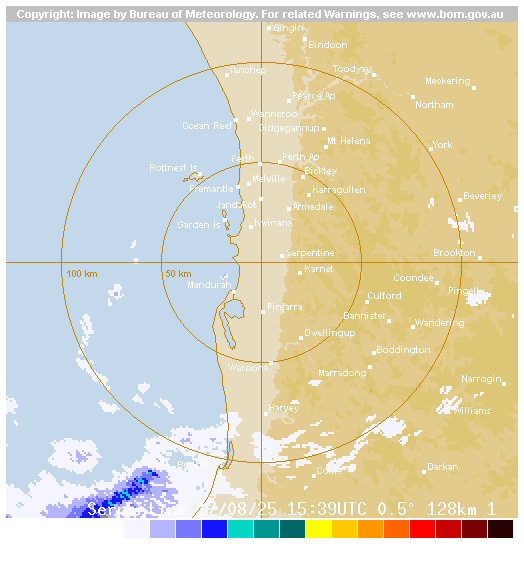 Copyright: Image by Bureau of Meteorology. For related Warnings, see www.bom.gov.au
Gingin
Bindoon
Yanchep
Toodyay
Meckering
Pearce Ap
Northam
Wanneroo
Ocean Reef
Gidgegannup
Mt Helena
York
Perth
Perth Ap
Rottnest Is
Bickley
Melville
Fremantle
Karragullen
Beverley
Jandakot
Armadale
Garden Is
Kwinana
Serpentine
Brookton
100 km
50 km
Karnet
Coondee
Mandurah
Pingelly
Culford
Pinjarra
Bannister
Wandering
Dwellingup
Boddington
Waroona
Marradong
Narrogin
Harvey
Williams
Collie
Darkan
Serpentine 17/08/25 15:39UTC 0.5° 128km 1